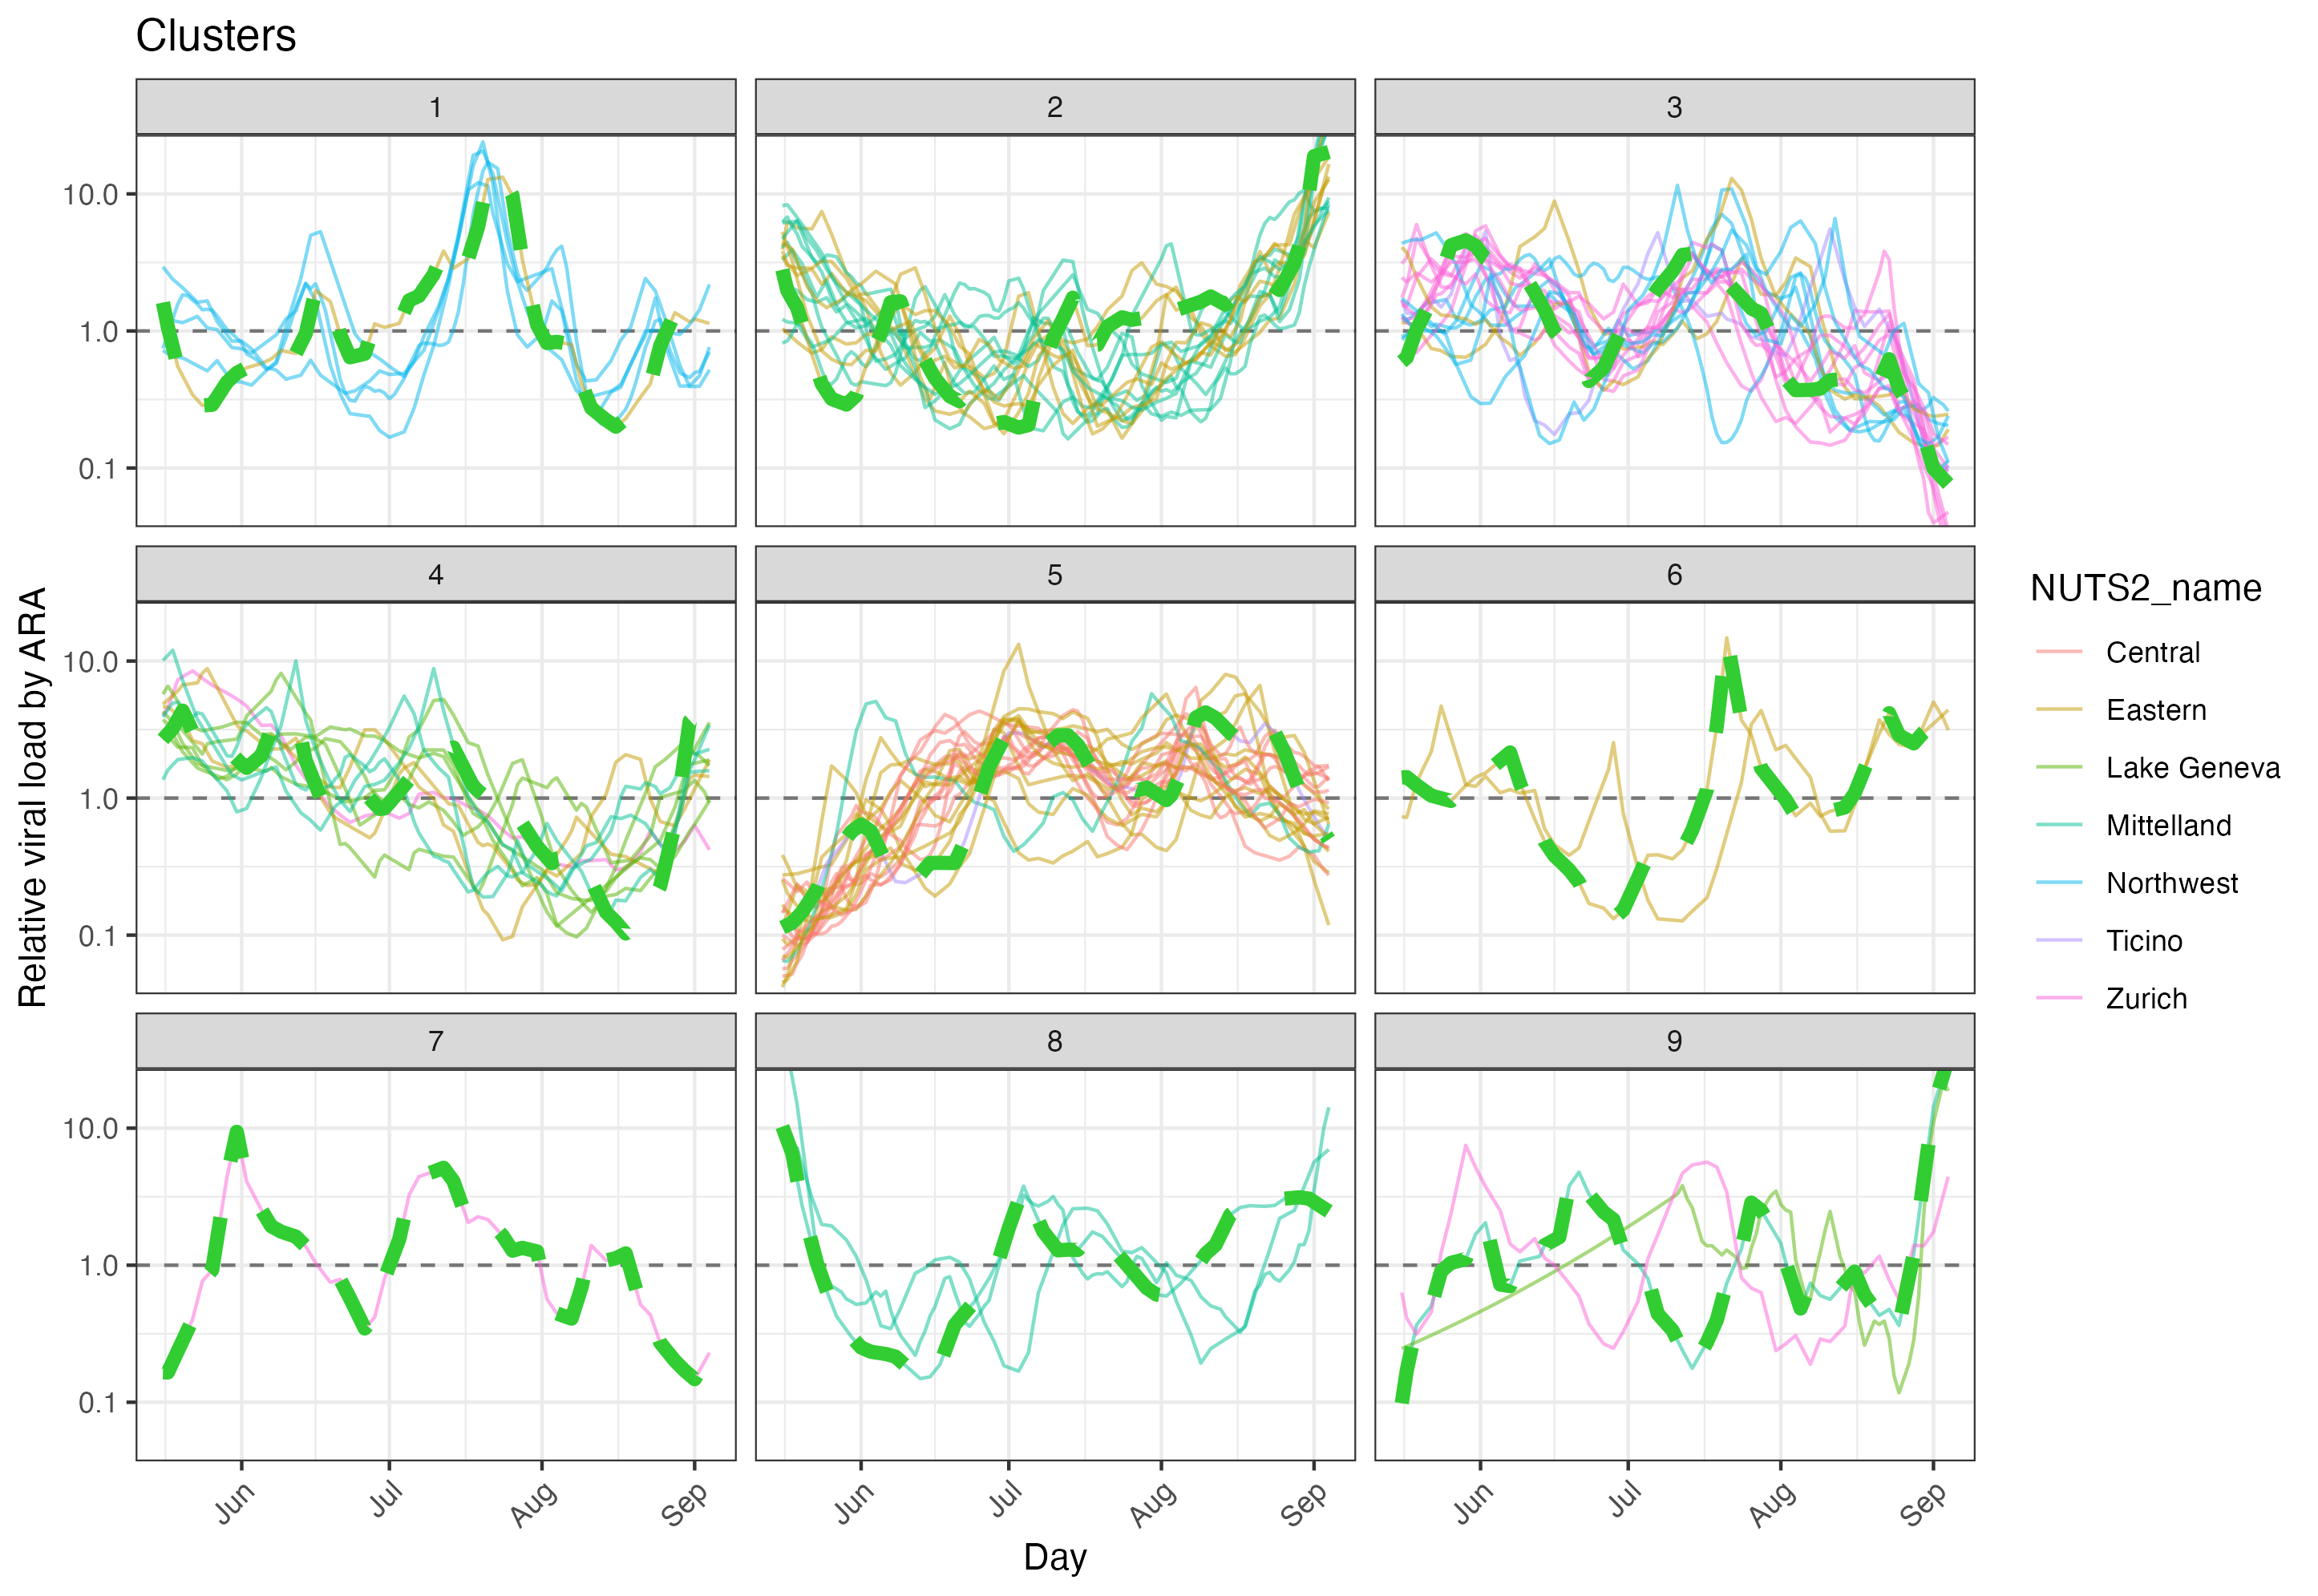 Clusters
1
2
3
10.0
1.0
0.1
4
5
6
10.0
1.0
0.1
7
8
9
10.0
1.0
0.1
Jun
Jul
Aug
Sep
Jun
Jul
Aug
Sep
Jun
Jul
Aug
Sep
Day
Relative viral load by ARA
NUTS2_name
Central
Eastern
Lake Geneva
Mittelland
Northwest
Ticino
Zurich